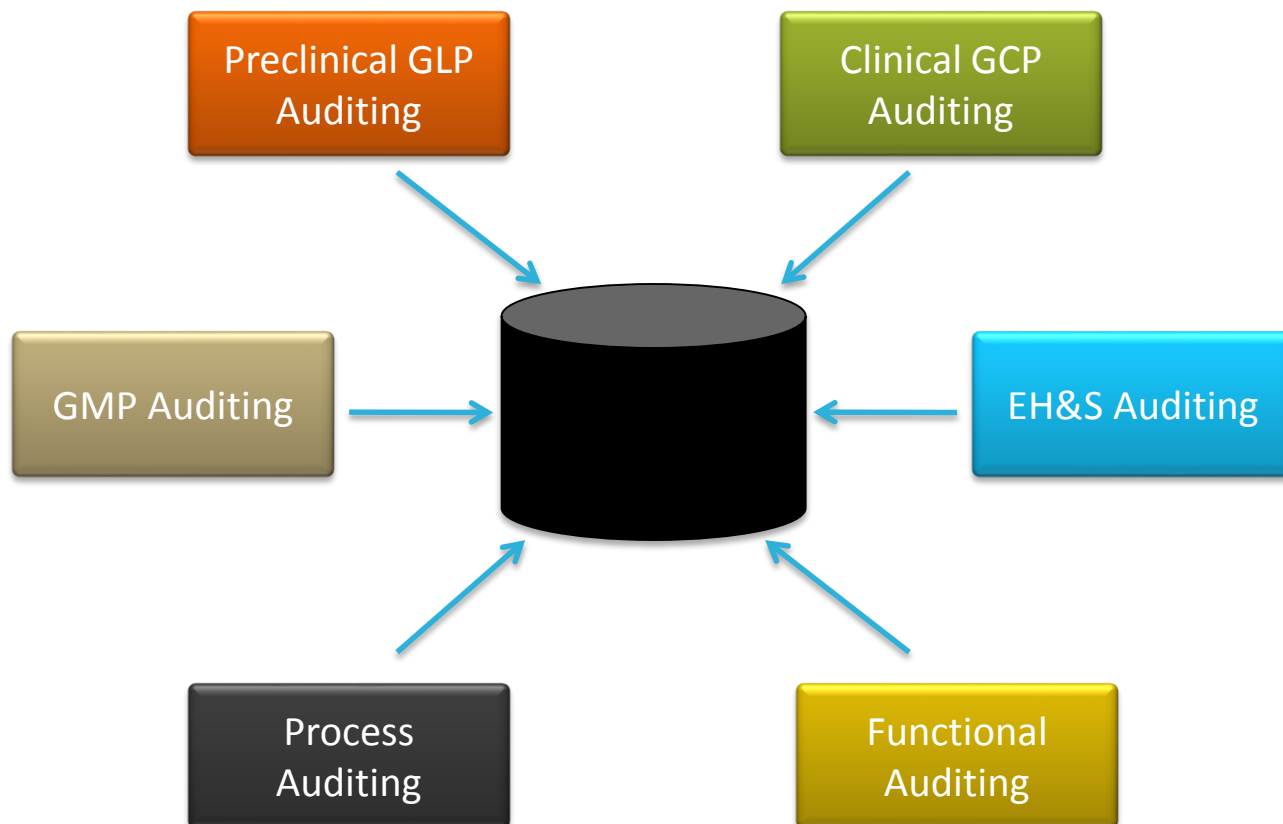 Preclinical GLP
Auditing
Clinical GCP
Auditing
GMP Auditing
EH&S Auditing
Process
Auditing
Functional
Auditing